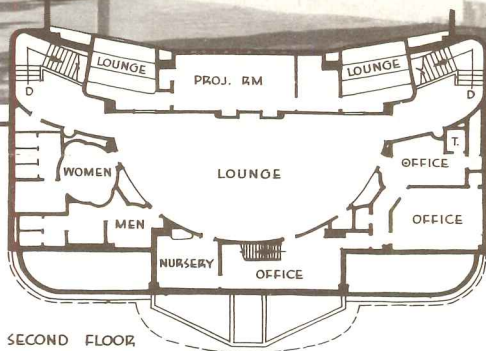 LOUNGE
PROJ. RM
LOUNGE
D
D
T.
OFFICE
WOMEN
LOUNGE
MEN
OFFICE
NURSERY
OFFICE
SECOND FLOOR